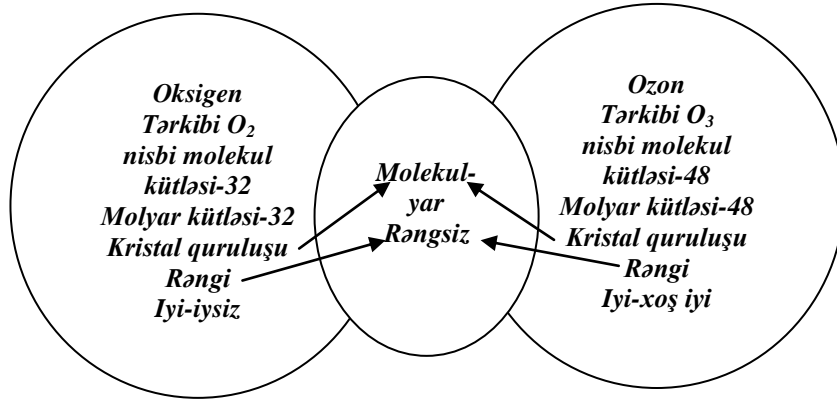 Oksigen
Tərkibi O₂
nisbi molekul
kütləsi-32
Molyar kütləsi-32
Kristal quruluşu
Rəngi
Iyi-iysiz
Molekul-
yar
Rəngsiz
Ozon
Tərkibi O₃
nisbi molekul
kütləsi-48
Molyar kütləsi-48
Kristal quruluşu
Rəngi
Iyi-xoş iyi